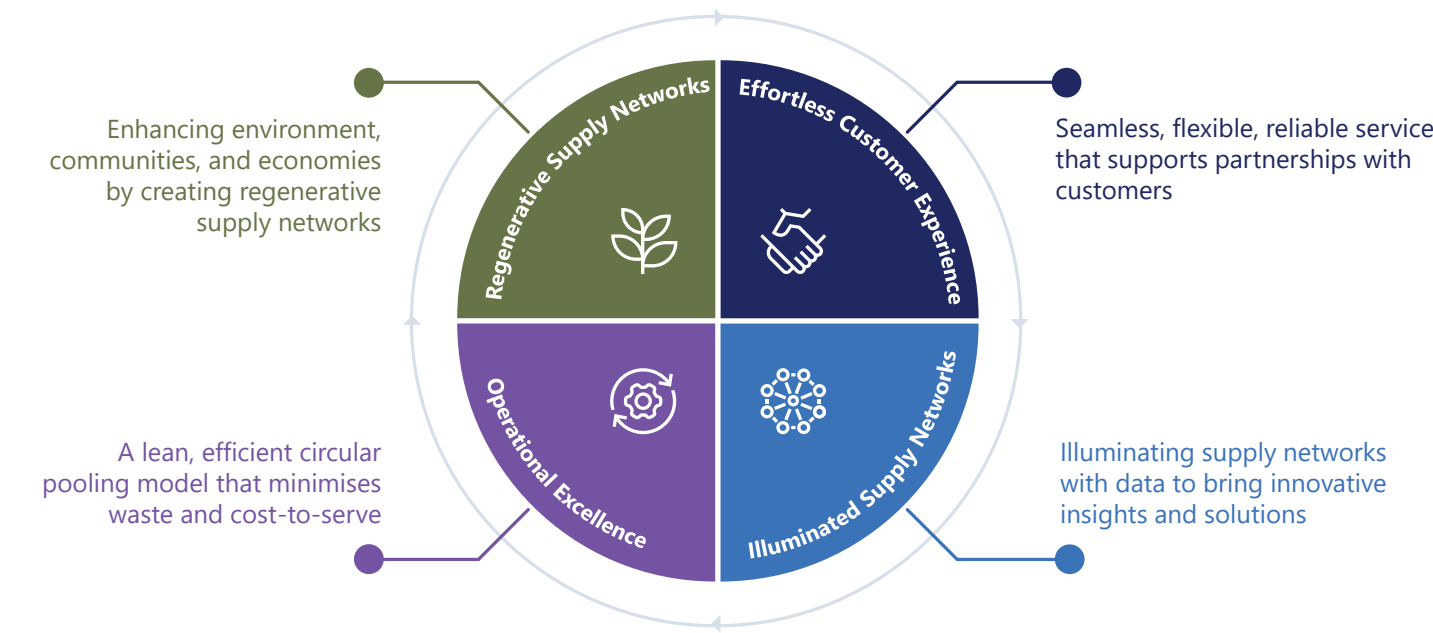 Regenerative Supply Networks
Enhancing environment,
communities, and economies
by creating regenerative
supply networks
Effortless Customer Experience
Seamless, flexible, reliable service
that supports partnerships with
customers
Operational Excellence
A lean, efficient circular
pooling model that minimises
waste and cost-to-serve
Illuminated Supply Networks
Illuminating supply networks
with data to bring innovative
insights and solutions